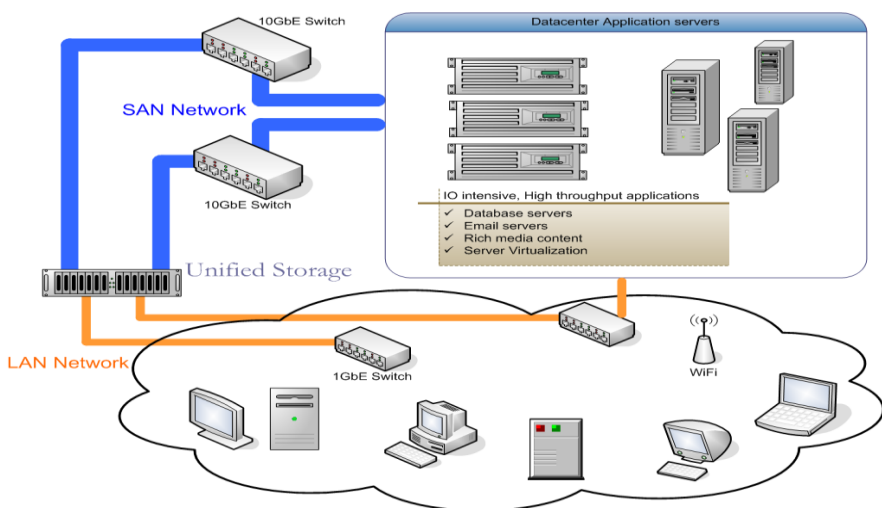 10GbE Switch
Datacenter Application servers
SAN Network
10GbE Switch
IO intensive, High throughput applications
✓ Database servers
✓ Email servers
✓ Rich media content
✓ Server Virtualization
Unified Storage
LAN Network
1GbE Switch
WiFi